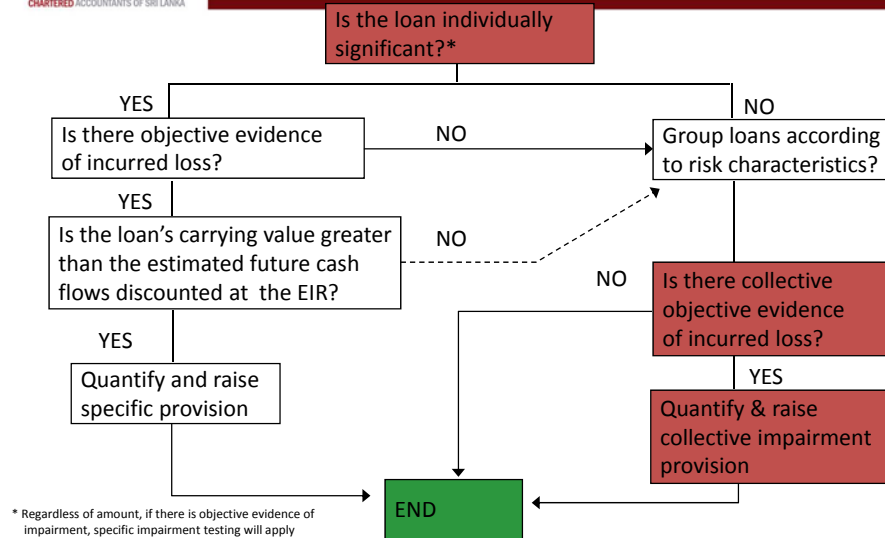 CHARTERED ACCOUNTANTS OF SRI LANKA
Is the loan individually
significant?*
YES
NO
Is there objective evidence
of incurred loss?
NO
Group loans according
to risk characteristics?
YES
Is the loan's carrying value greater
than the estimated future cash
flows discounted at the EIR?
NO
NO
Is there collective
objective evidence
of incurred loss?
YES
Quantify and raise
specific provision
YES
Quantify & raise
collective impairment
provision
END
* Regardless of amount, if there is objective evidence of
impairment, specific impairment testing will apply